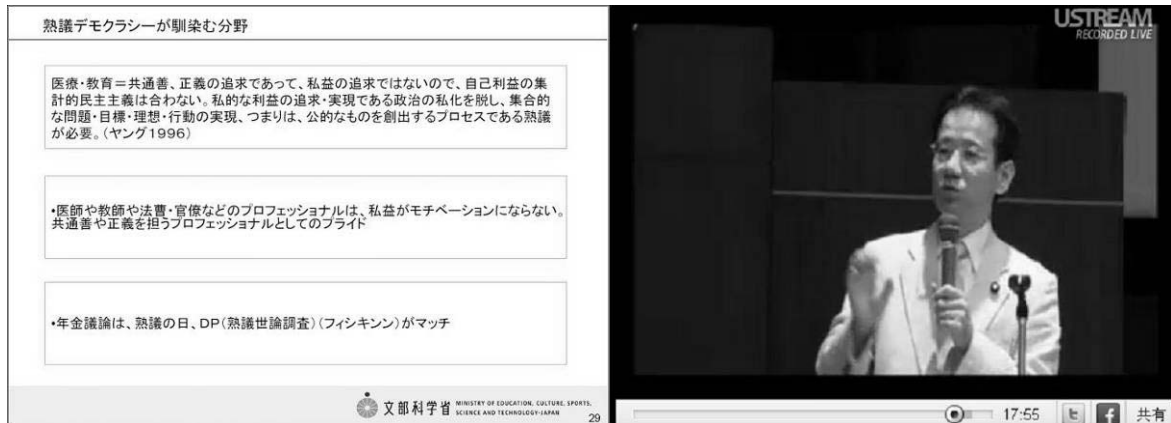 熟議デモクラシーが馴染む分野
医療・教育＝共通善、正義の追求であって、私益の追求ではないので、自己利益の集
計的民主主義は合わない。私的な利益の追求・実現である政治の私化を脱し、集合的
な問題・目標・理想・行動の実現、つまりは、公的なものを創出するプロセスである熟議
が必要。（ヤング1996）
・医師や教師や法曹・官僚などのプロフェッショナルは、私益がモチベーションにならない。
共通善や正義を担うプロフェッショナルとしてのプライド
・年金議論は、熟議の日、DP（熟議世論調査）（フィシキンン）がマッチ
文部科学省
MINISTRY OF EDUCATION, CULTURE, SPORTS,
SCIENCE AND TECHNOLOGY-JAPAN
29
USTREAM
RECORDED LIVE
17:55
共有